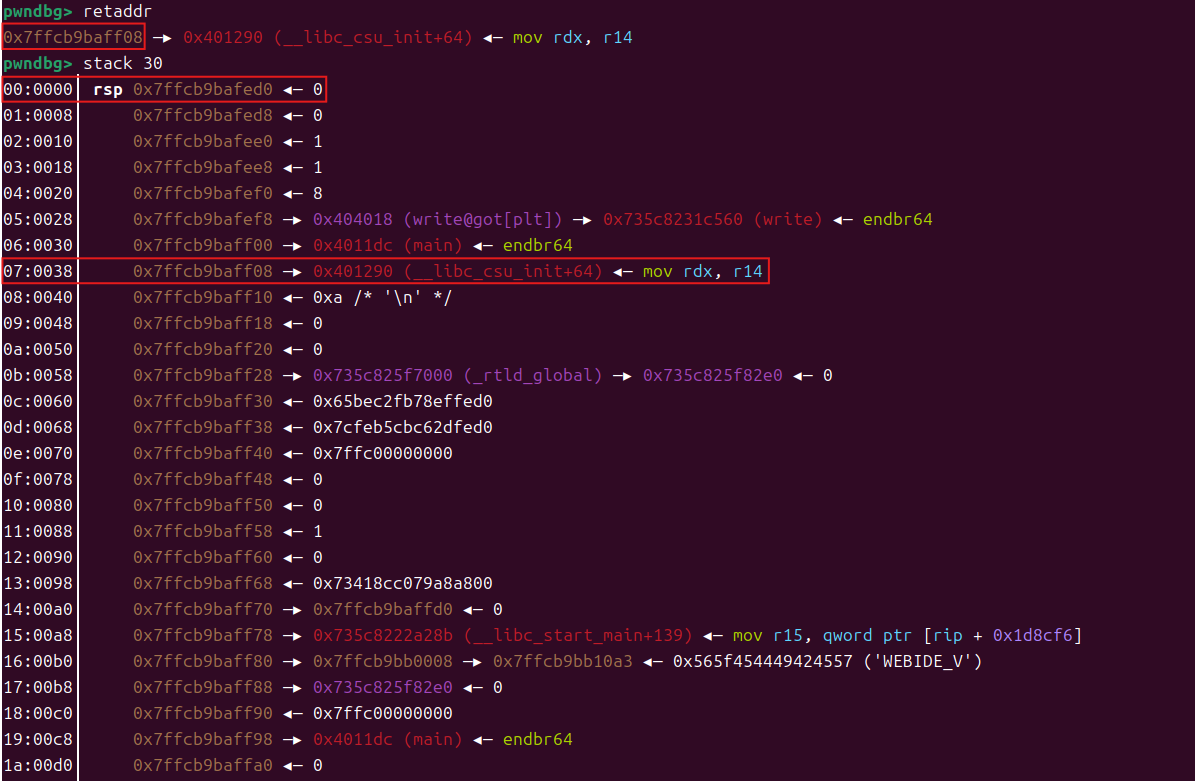 pwndbg> retaddr
0x7ffcb9baff08 —▸ 0x401290 (__libc_csu_init+64) ◂— mov rdx, r14
pwndbg> stack 30
00:0000│ rsp 0x7ffcb9bafed0 ◂— 0
01:0008│     0x7ffcb9bafed8 ◂— 0
02:0010│     0x7ffcb9bafee0 ◂— 1
03:0018│     0x7ffcb9bafee8 ◂— 1
04:0020│     0x7ffcb9bafef0 ◂— 8
05:0028│     0x7ffcb9bafef8 —▸ 0x404018 (write@got[plt]) —▸ 0x735c8231c560 (write) ◂— endbr64
06:0030│     0x7ffcb9baff00 —▸ 0x4011dc (main) ◂— endbr64
07:0038│     0x7ffcb9baff08 —▸ 0x401290 (__libc_csu_init+64) ◂— mov rdx, r14
08:0040│     0x7ffcb9baff10 ◂— 0xa /* '\n' */
09:0048│     0x7ffcb9baff18 ◂— 0
0a:0050│     0x7ffcb9baff20 ◂— 0
0b:0058│     0x7ffcb9baff28 —▸ 0x735c825f7000 (_rtld_global) —▸ 0x735c825f82e0 ◂— 0
0c:0060│     0x7ffcb9baff30 ◂— 0x65bec2fb78effed0
0d:0068│     0x7ffcb9baff38 ◂— 0x7cfeb5cbc62dfed0
0e:0070│     0x7ffcb9baff40 ◂— 0x7ffc00000000
0f:0078│     0x7ffcb9baff48 ◂— 0
10:0080│     0x7ffcb9baff50 ◂— 0
11:0088│     0x7ffcb9baff58 ◂— 1
12:0090│     0x7ffcb9baff60 ◂— 0
13:0098│     0x7ffcb9baff68 ◂— 0x73418cc079a8a800
14:00a0│     0x7ffcb9baff70 —▸ 0x7ffcb9baffd0 ◂— 0
15:00a8│     0x7ffcb9baff78 —▸ 0x735c8222a28b (__libc_start_main+139) ◂— mov r15, qword ptr [rip + 0x1d8cf6]
16:00b0│     0x7ffcb9baff80 —▸ 0x7ffcb9bb0008 —▸ 0x7ffcb9bb10a3 ◂— 0x565f454449424557 ('WEBIDE_V')
17:00b8│     0x7ffcb9baff88 —▸ 0x735c825f82e0 ◂— 0
18:00c0│     0x7ffcb9baff90 ◂— 0x7ffc00000000
19:00c8│     0x7ffcb9baff98 —▸ 0x4011dc (main) ◂— endbr64
1a:00d0│     0x7ffcb9baffa0 ◂— 0